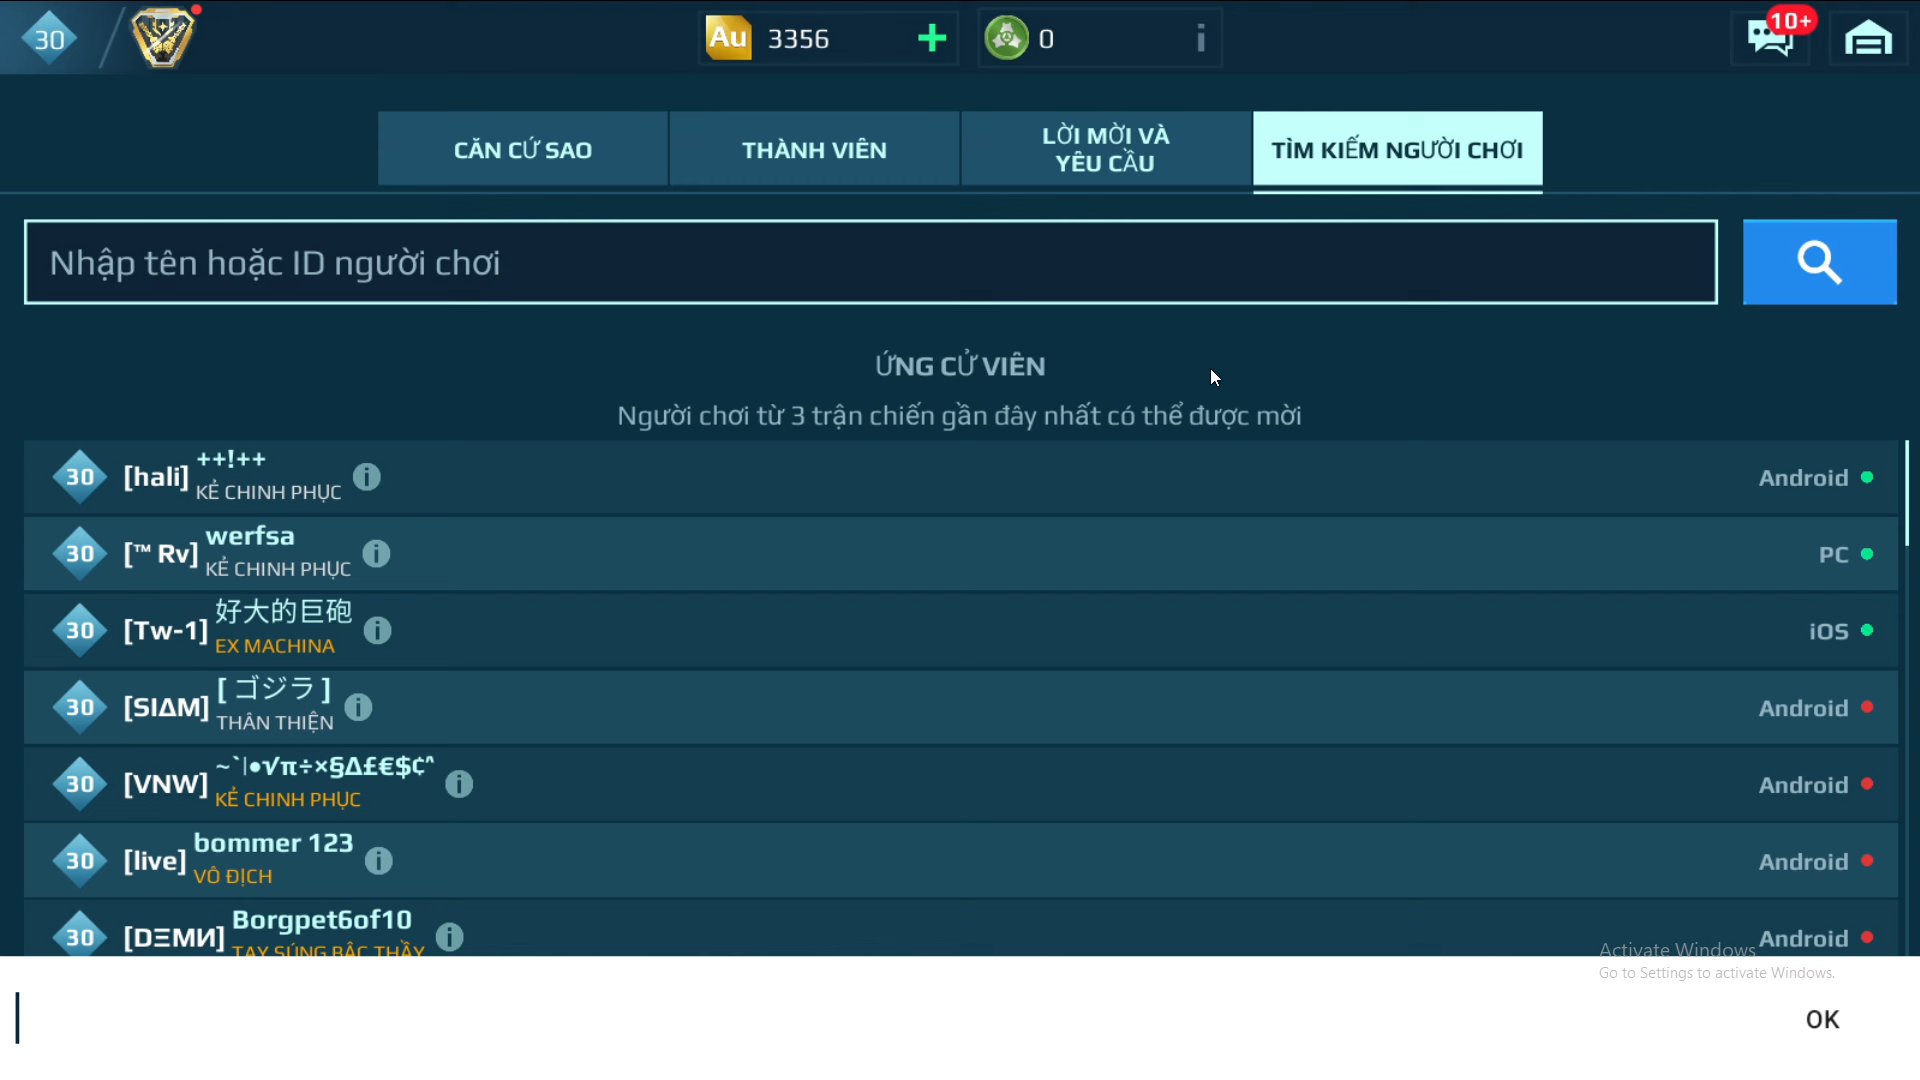 30
Au 3356
0
10+
CĂN CỨ SAO
THÀNH VIÊN
LỜI MỜI VÀ
YÊU CẦU
TÌM KIẾM NGƯỜI CHƠI
Nhập tên hoặc ID người chơi
ỨNG CỬ VIÊN
Người chơi từ 3 trận chiến gần đây nhất có thể được mời
30 [hali] ++!++
KẺ CHINH PHỤC
Android
30 [™ Rv] werfsa
KẺ CHINH PHỤC
PC
30 [Tw-1] 好大的巨砲
EX MACHINA
iOS
30 [SIΔM] [ ゴジラ ]
THÂN THIỆN
Android
30 [VNW] ~`|•√π÷×§Δ£€$¢^
KẺ CHINH PHỤC
Android
30 [live] bommer 123
VÔ ĐỊCH
Android
30 [DΞMИ] Borgpet6of10
TAY SÚNG BẬC THẦY
Android
Activate Windows
Go to Settings to activate Windows.
OK